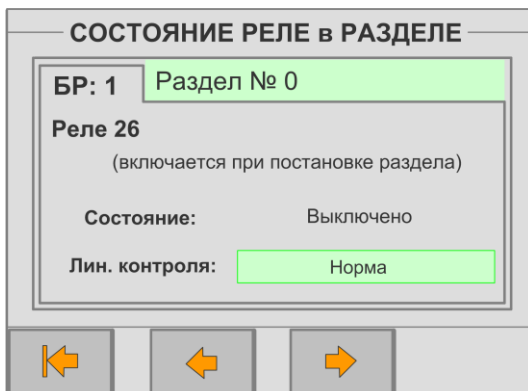 СОСТОЯНИЕ РЕЛЕ в РАЗДЕЛЕ
БР: 1 Раздел № 0
Реле 26
(включается при постановке раздела)
Состояние: Выключено
Лин. контроля: Норма